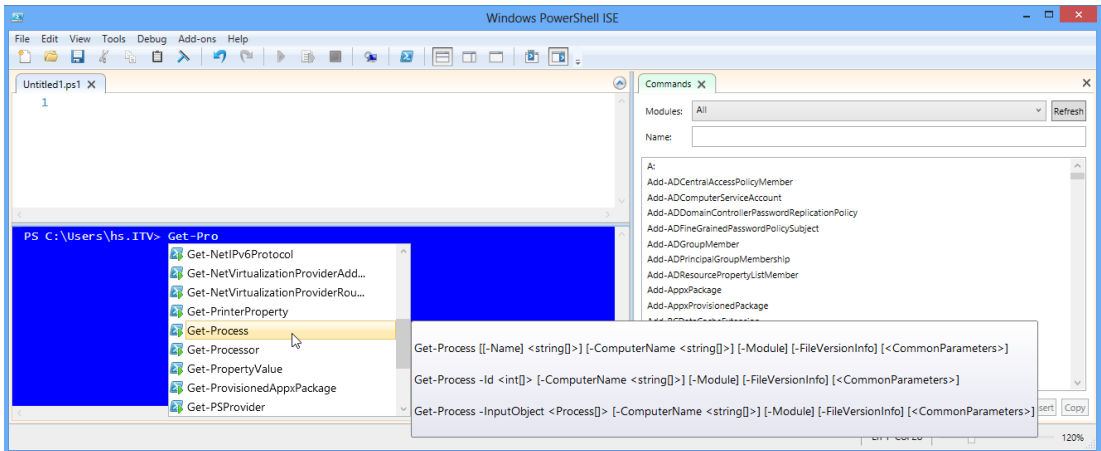 Windows PowerShell ISE
File Edit View Tools Debug Add-ons Help
Untitled1.ps1 X
1
PS C:\Users\hs.ITV> Get-Pro
Get-NetIPv6Protocol
Get-NetVirtualizationProviderAdd...
Get-NetVirtualizationProviderRou...
Get-PrinterProperty
Get-Process
Get-Processor
Get-PropertyValue
Get-ProvisionedAppxPackage
Get-PSProvider
Commands X
Modules: All Refresh
Name:
A:
Add-ADCentralAccessPolicyMember
Add-ADComputerServiceAccount
Add-ADDomainControllerPasswordReplicationPolicy
Add-ADFineGrainedPasswordPolicySubject
Add-ADGroupMember
Add-ADPrincipalGroupMembership
Add-ADResourcePropertyListMember
Add-AppxPackage
Add-AppxProvisionedPackage
Get-Process [[-Name] <string[]>] [-ComputerName <string[]>] [-Module] [-FileVersionInfo] [<CommonParameters>]
Get-Process -Id <int[]> [-ComputerName <string[]>] [-Module] [-FileVersionInfo] [<CommonParameters>]
Get-Process -InputObject <Process[]> [-ComputerName <string[]>] [-Module] [-FileVersionInfo] [<CommonParameters>]
Copy
120%